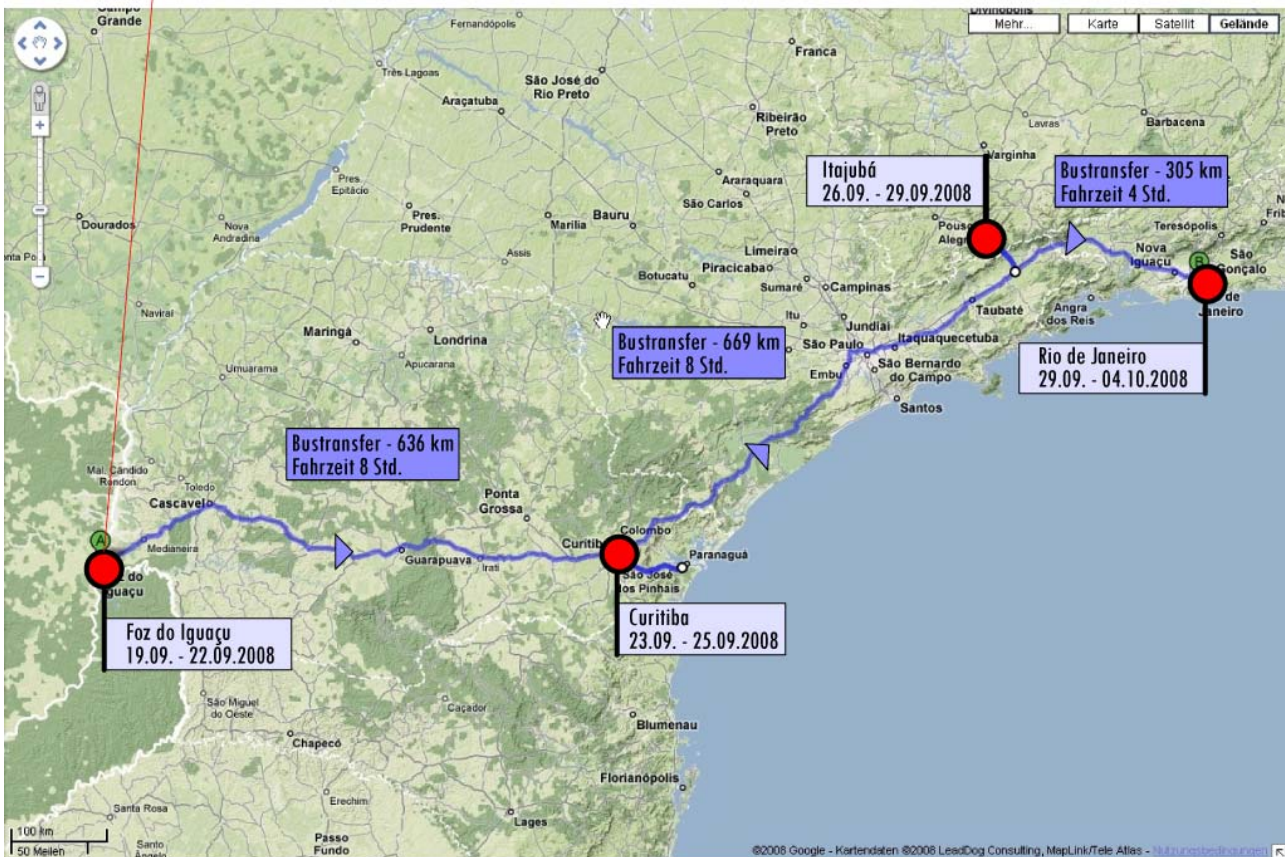 Campo
Grande
Fernandópolis
Divinópolis
Mehr...
Karte
Satellit
Gelände
Franca
Três Lagoas
São José do
Rio Preto
Araçatuba
Ribeirão
Preto
Lavras
Barbacena
Varginha
Itajubá
26.09. - 29.09.2008
Bustransfer - 305 km
Fahrzeit 4 Std.
Pres.
Epitácio
Araraquara
São Carlos
Dourados
Nova
Andradina
Pres.
Prudente
Marilia
Bauru
Pouso
Alegre
Teresópolis
Assis
Limeira
Piracicaba
Nova
Iguaçu
São
Gonçalo
B
Botucatu
Sumaré
Campinas
Taubaté
Angra
dos Reis
de
Janeiro
Naviraí
Maringá
Londrina
Itu
Jundiaí
Bustransfer - 669 km
Fahrzeit 8 Std.
São Paulo
Itaquaquecetuba
Apucarana
Umuarama
Embu
São Bernardo
do Campo
Rio de Janeiro
29.09. - 04.10.2008
Santos
Bustransfer - 636 km
Fahrzeit 8 Std.
Mal. Cândido
Rondon
Toledo
Cascavel
Ponta
Grossa
Colombo
A
Medianeira
Guarapuava
Irati
Curitiba
Paranaguá
São José
dos Pinhais
z do
guaçu
Foz do Iguaçu
19.09. - 22.09.2008
Curitiba
23.09. - 25.09.2008
São Miguel
do Oeste
Caçador
Blumenau
Chapecó
Florianópolis
Erechim
Santa Rosa
Lages
100 km
50 Meilen
Santo
Ângelo
Passo
Fundo
©2008 Google - Kartendaten ©2008 LeadDog Consulting, MapLink/Tele Atlas - Nutzungsbedingungen